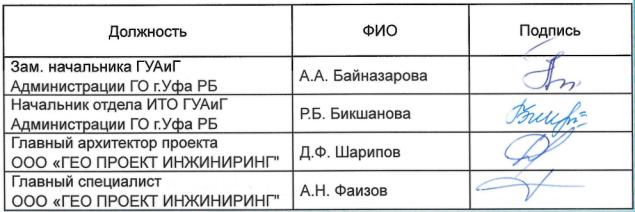 Должность ФИО Подпись
Зам. начальника ГУАиГ
Администрации ГО г.Уфа РБ А.А. Байназарова
Начальник отдела ИТО ГУАиГ
Администрации ГО г.Уфа РБ Р.Б. Бикшанова
Главный архитектор проекта
ООО «ГЕО ПРОЕКТ ИНЖИНИРИНГ" Д.Ф. Шарипов
Главный специалист
ООО «ГЕО ПРОЕКТ ИНЖИНИРИНГ" А.Н. Фаизов